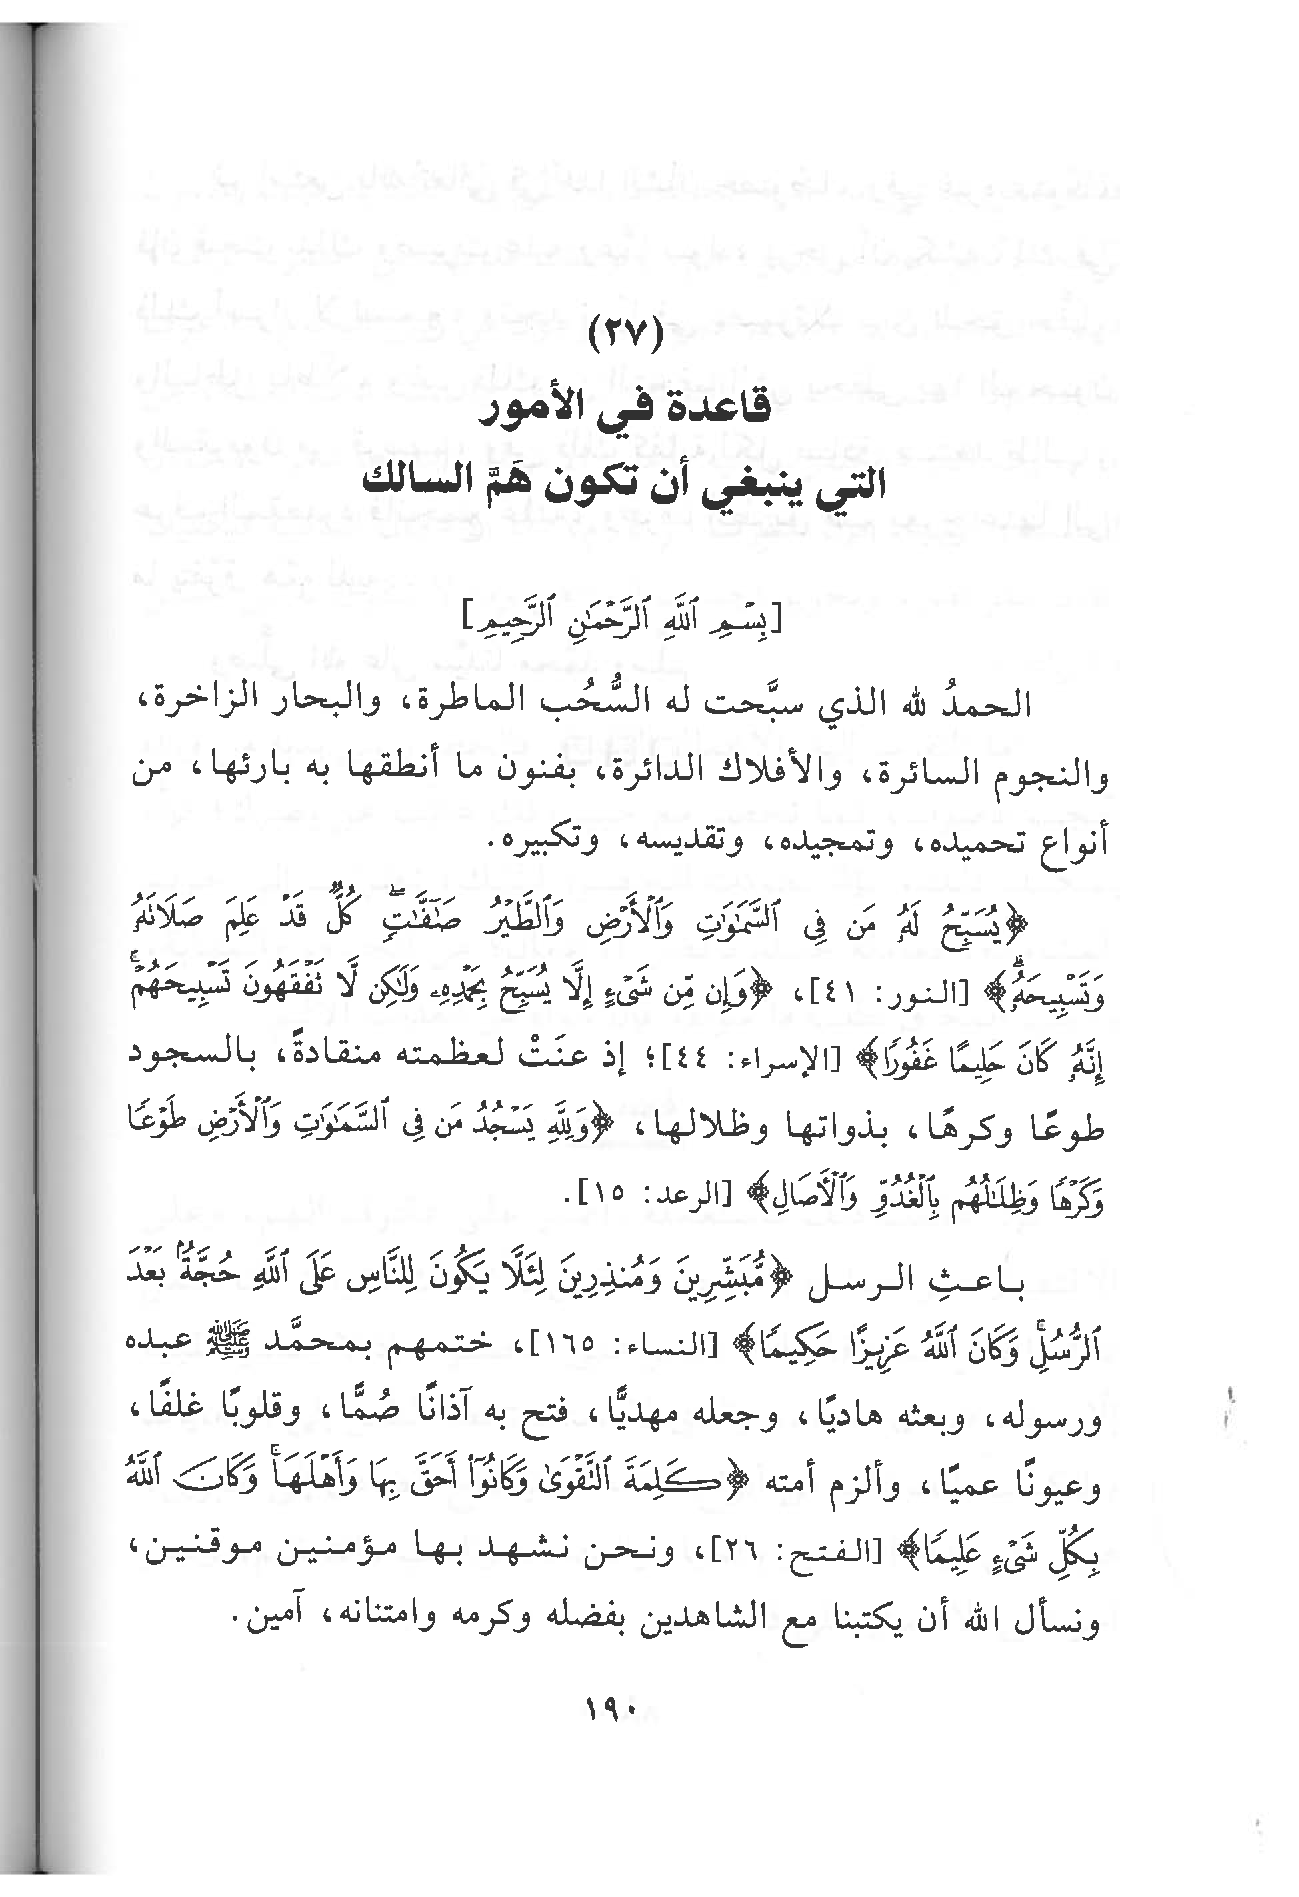 (٢٧)
قاعدة في الأمور
التي ينبغي أن تكون هَمَّ السالك
[بِسْمِ ٱللَّهِ ٱلرَّحْمَٰنِ ٱلرَّحِيمِ]
الحمدُ لله الذي سبَّحت له السُّحُب الماطرة، والبحار الزاخرة،
والنجوم السائرة، والأفلاك الدائرة، بفنون ما أنطقها به بارئها، من
أنواع تحميده، وتمجيده، وتقديسه، وتكبيره.
﴿يُسَبِّحُ لَهُۥ مَن فِى ٱلسَّمَٰوَٰتِ وَٱلْأَرْضِ وَٱلطَّيْرُ صَٰٓفَّٰتٍۖ كُلٌّ قَدْ عَلِمَ صَلَاتَهُۥ
وَتَسْبِيحَهُۥۗ﴾ [النور: ٤١]، ﴿وَإِن مِّن شَىْءٍ إِلَّا يُسَبِّحُ بِحَمْدِهِۦ وَلَٰكِن لَّا تَفْقَهُونَ تَسْبِيحَهُمْۗ
إِنَّهُۥ كَانَ حَلِيمًا غَفُورًا﴾ [الإسراء: ٤٤]؛ إذ عنَتْ لعظمته منقادةً، بالسجود
طوعًا وكرهًا، بذواتها وظلالها، ﴿وَلِلَّهِ يَسْجُدُ مَن فِى ٱلسَّمَٰوَٰتِ وَٱلْأَرْضِ طَوْعًا
وَكَرْهًا وَظِلَٰلُهُم بِٱلْغُدُوِّ وَٱلْأَصَالِ﴾ [الرعد: ١٥].
باعثِ الرسل ﴿مُّبَشِّرِينَ وَمُنذِرِينَ لِئَلَّا يَكُونَ لِلنَّاسِ عَلَى ٱللَّهِ حُجَّةٌۢ بَعْدَ
ٱلرُّسُلِۚ وَكَانَ ٱللَّهُ عَزِيزًا حَكِيمًا﴾ [النساء: ١٦٥]، ختمهم بمحمَّد ﷺ عبده
ورسوله، وبعثه هاديًا، وجعله مهديًّا، فتح به آذانًا صُمًّا، وقلوبًا غلفًا،
وعيونًا عميًا، وألزم أمته ﴿كَلِمَةَ ٱلتَّقْوَىٰ وَكَانُوٓا۟ أَحَقَّ بِهَا وَأَهْلَهَاۚ وَكَانَ ٱللَّهُ
بِكُلِّ شَىْءٍ عَلِيمًا﴾ [الفتح: ٢٦]، ونحن نشهد بها مؤمنين موقنين،
ونسأل الله أن يكتبنا مع الشاهدين بفضله وكرمه وامتنانه، آمين.
١٩٠